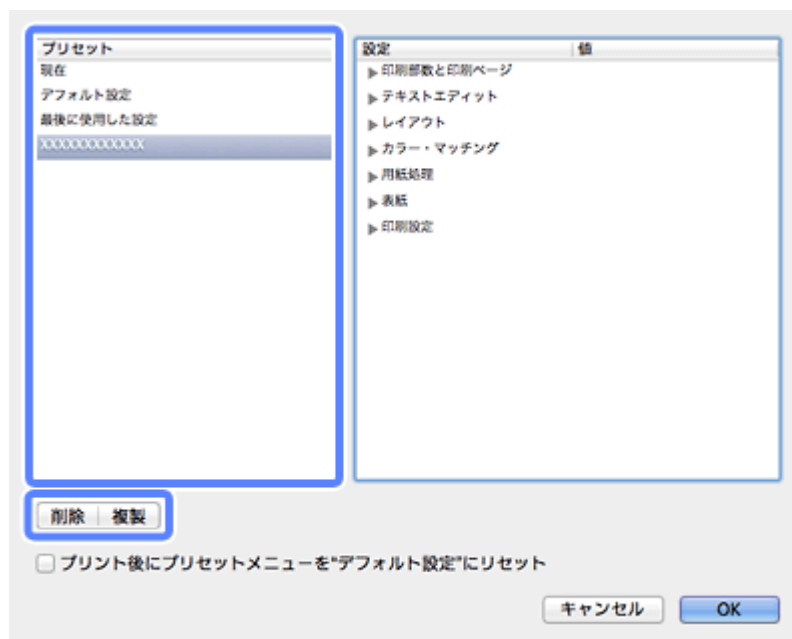 プリセット
現在
デフォルト設定
最後に使用した設定
XXXXXXXXXXXX
設定 値
印刷部数と印刷ページ
テキストエディット
レイアウト
カラー・マッチング
用紙処理
表紙
印刷設定
削除 複製
プリント後にプリセットメニューを“デフォルト設定”にリセット
キャンセル OK